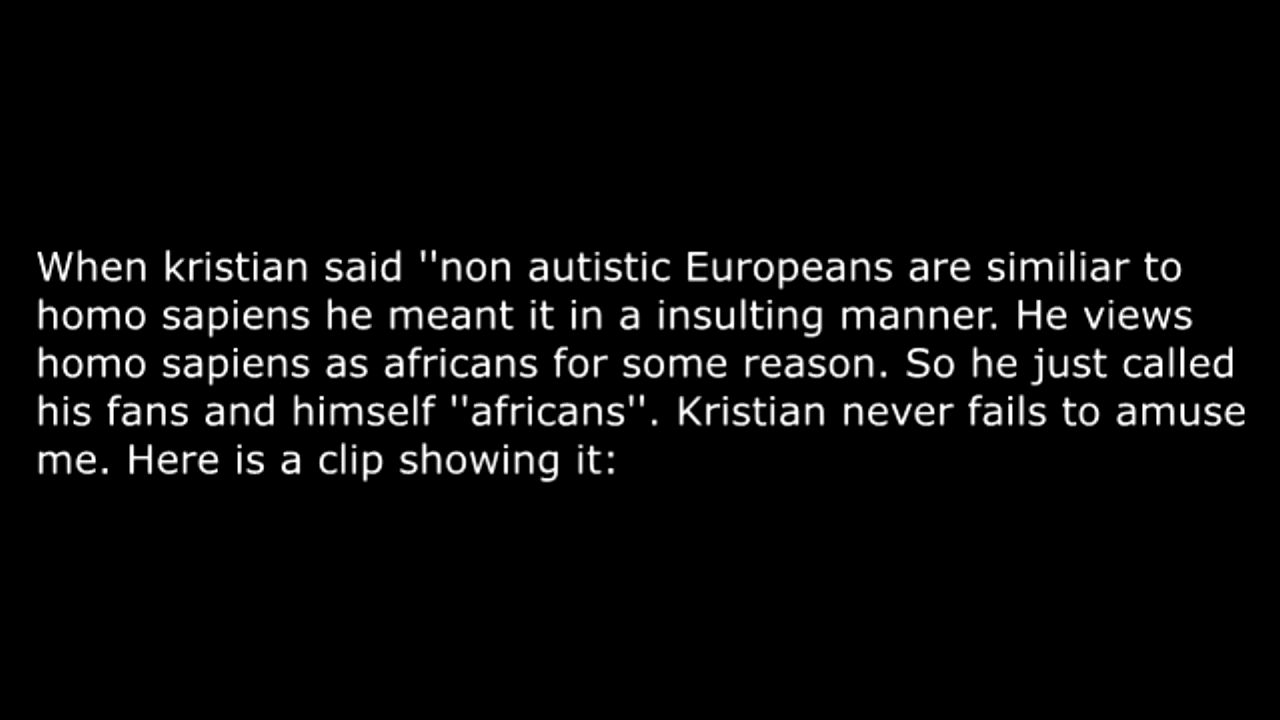 When kristian said ''non autistic Europeans are similiar to
homo sapiens he meant it in a insulting manner. He views
homo sapiens as africans for some reason. So he just called
his fans and himself ''africans''. Kristian never fails to amuse
me. Here is a clip showing it: